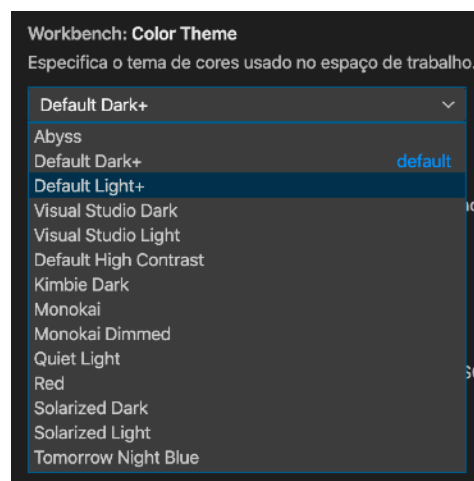 Workbench: Color Theme
Especifica o tema de cores usado no espaço de trabalho.
Default Dark+
Abyss
Default Dark+ default
Default Light+
Visual Studio Dark
Visual Studio Light
Default High Contrast
Kimbie Dark
Monokai
Monokai Dimmed
Quiet Light
Red
Solarized Dark
Solarized Light
Tomorrow Night Blue